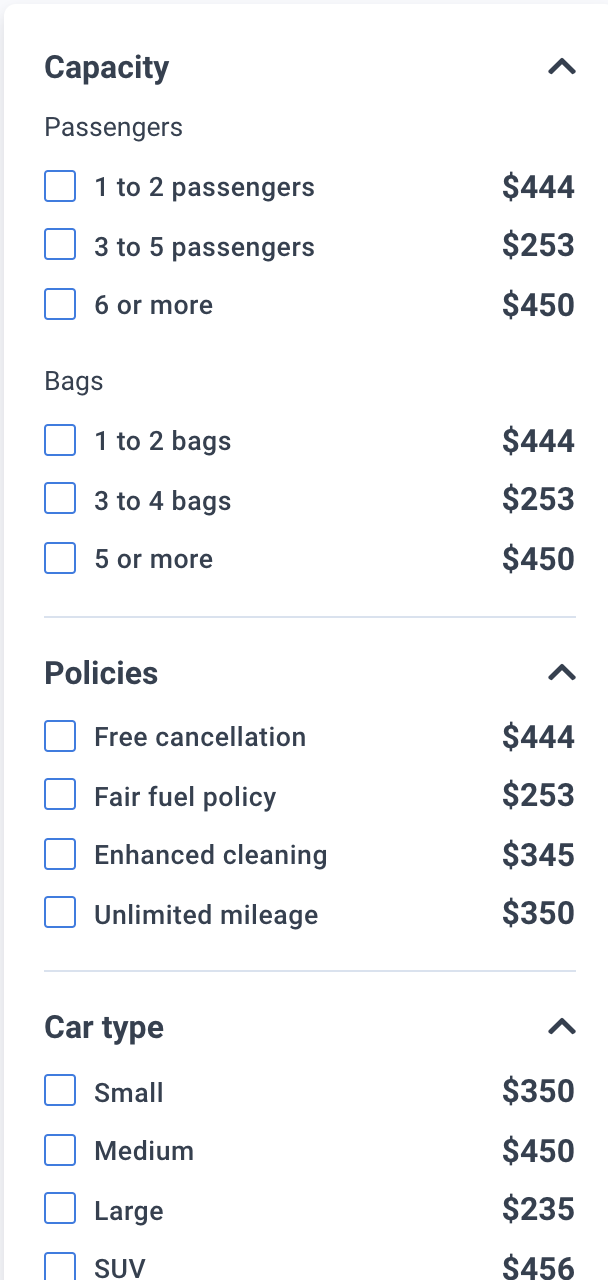 Capacity
Passengers
1 to 2 passengers $444
3 to 5 passengers $253
6 or more $450
Bags
1 to 2 bags $444
3 to 4 bags $253
5 or more $450
Policies
Free cancellation $444
Fair fuel policy $253
Enhanced cleaning $345
Unlimited mileage $350
Car type
Small $350
Medium $450
Large $235
SUV $456